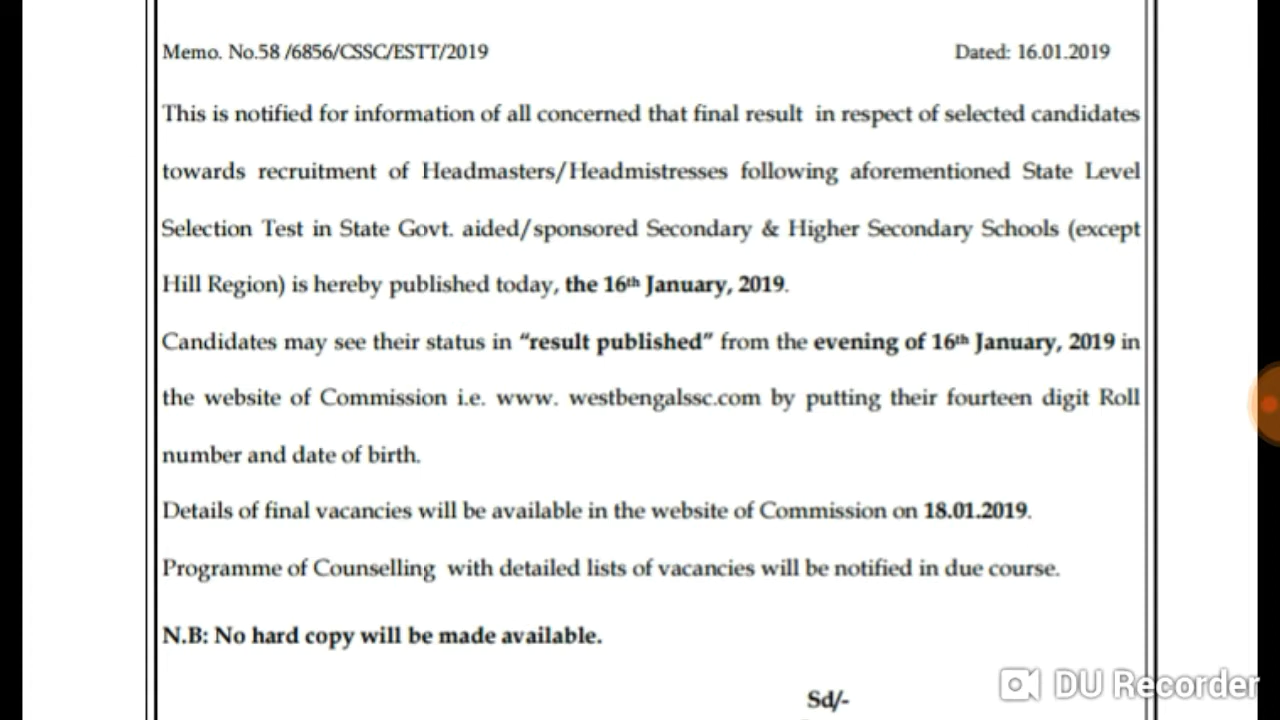 Memo. No.58 /6856/CSSC/ESTT/2019 Dated: 16.01.2019
This is notified for information of all concerned that final result in respect of selected candidates
towards recruitment of Headmasters/Headmistresses following aforementioned State Level
Selection Test in State Govt. aided/sponsored Secondary & Higher Secondary Schools (except
Hill Region) is hereby published today, the 16th January, 2019.
Candidates may see their status in “result published” from the evening of 16th January, 2019 in
the website of Commission i.e. www. westbengalssc.com by putting their fourteen digit Roll
number and date of birth.
Details of final vacancies will be available in the website of Commission on 18.01.2019.
Programme of Counselling with detailed lists of vacancies will be notified in due course.
N.B: No hard copy will be made available.
Sd/-
DU Recorder